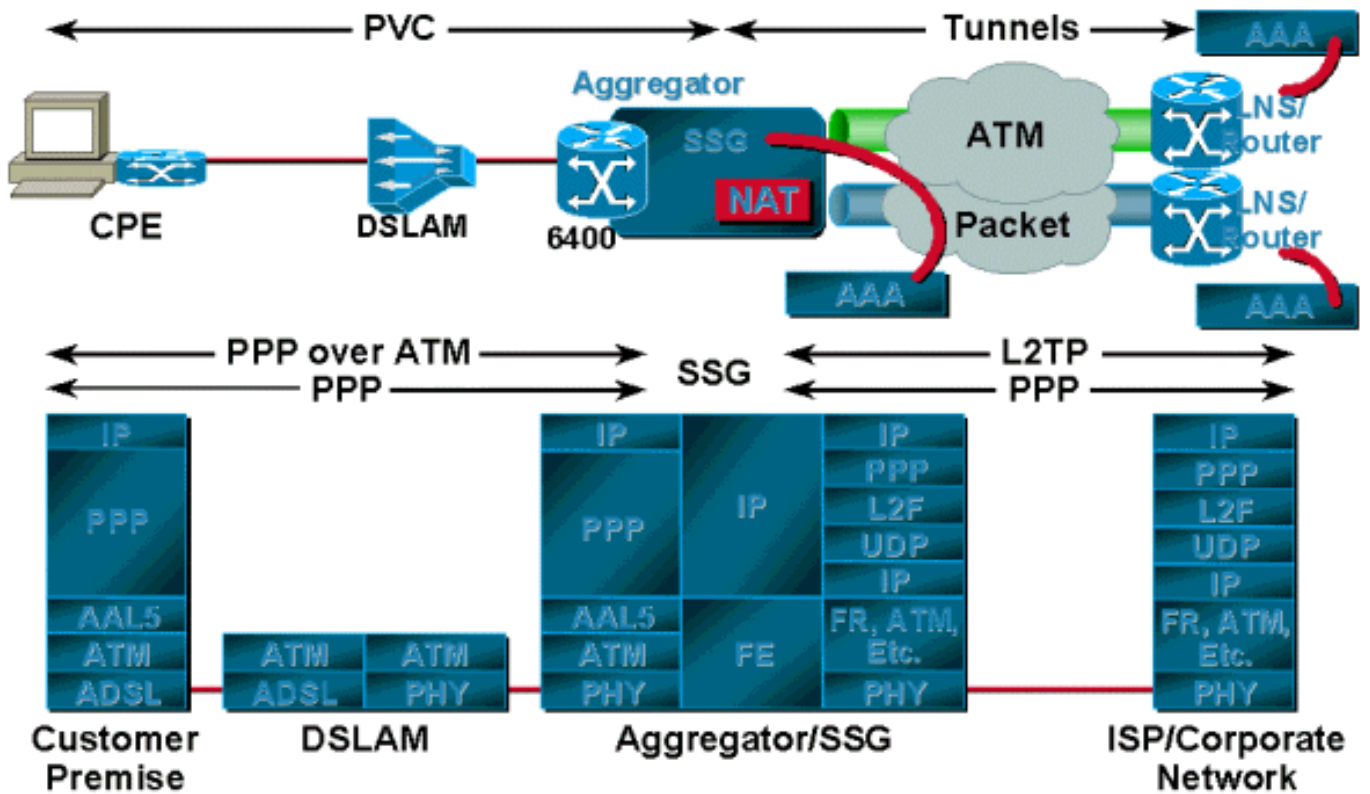 PVC
Tunnels
AAA
Aggregator
SSG
ATM
LNS/
Router
NAT
CPE
DSLAM
6400
Packet
LNS/
Router
AAA
AAA
PPP over ATM
SSG
L2TP
PPP
PPP
IP
PPP
AAL5
ATM
ADSL
ATM
ATM
ADSL
PHY
IP
PPP
AAL5
ATM
PHY
IP
FE
IP
PPP
L2F
UDP
IP
FR, ATM,
Etc.
PHY
IP
PPP
L2F
UDP
IP
FR, ATM,
Etc.
PHY
Customer
Premise
DSLAM
Aggregator/SSG
ISP/Corporate
Network